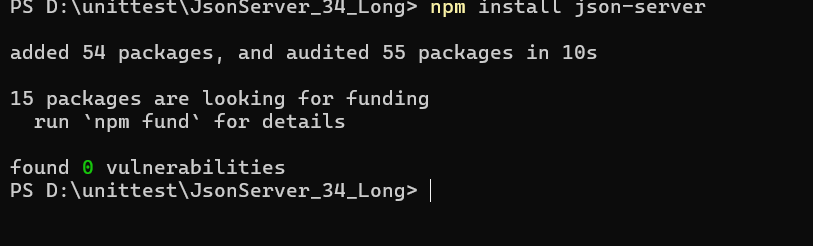 PS D:\unittest\JsonServer_34_Long> npm install json-server
added 54 packages, and audited 55 packages in 10s
15 packages are looking for funding
run `npm fund` for details
found 0 vulnerabilities
PS D:\unittest\JsonServer_34_Long>